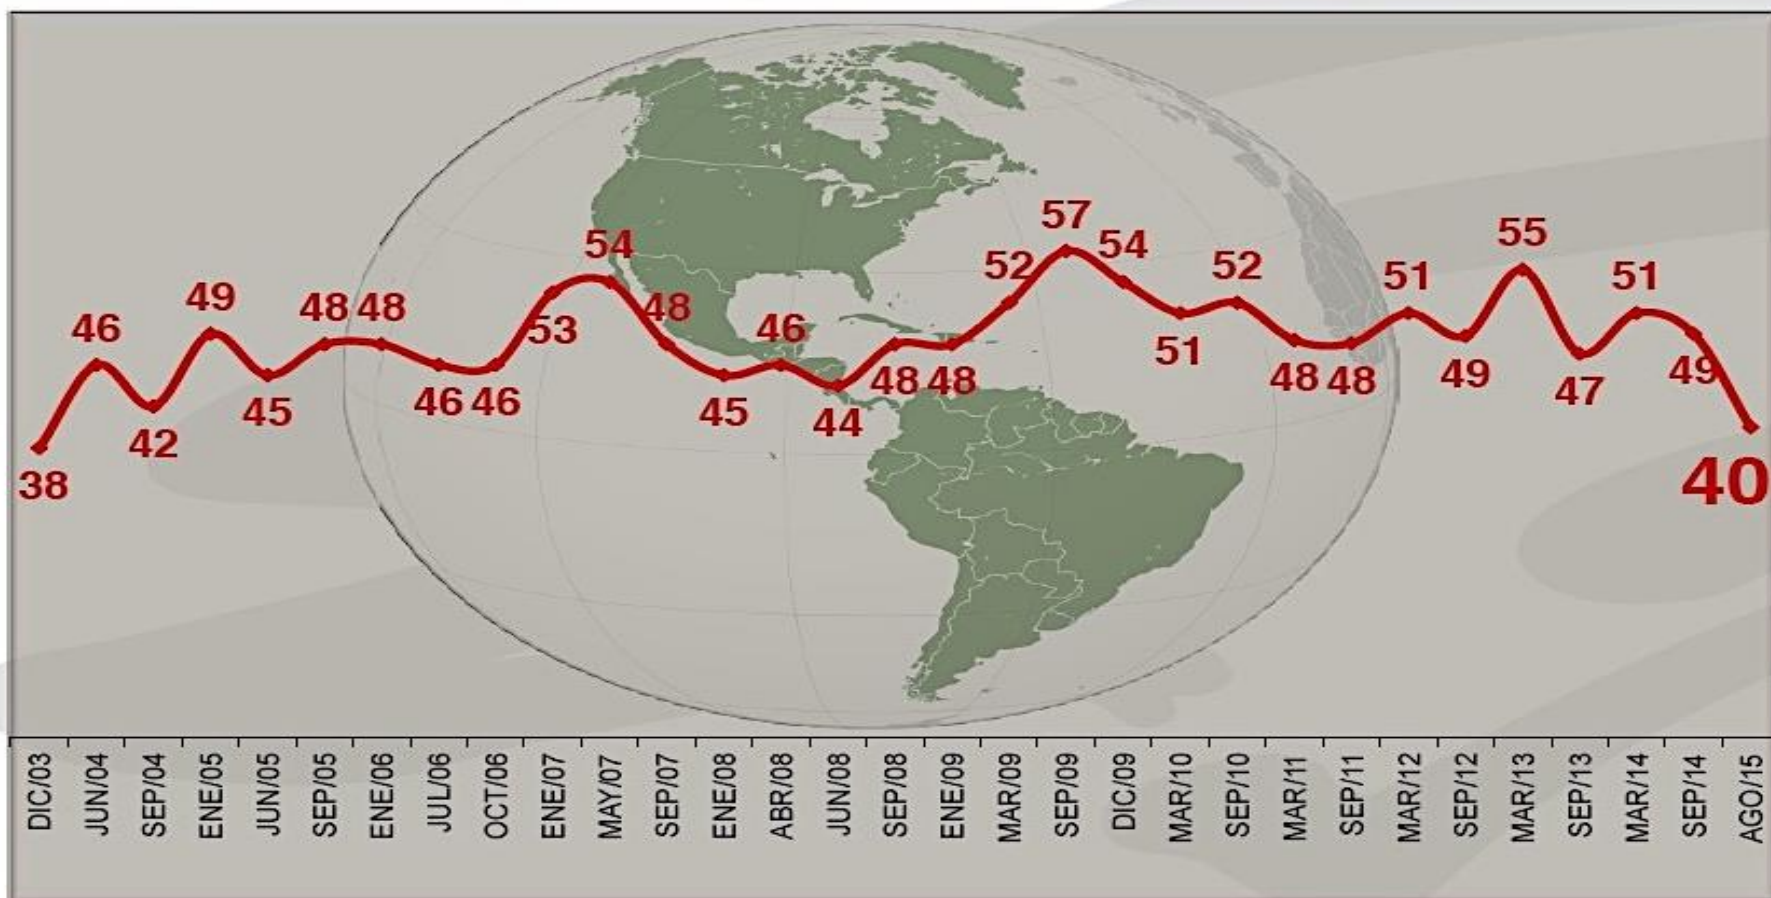 57
55
54
54
52
52
51
51
49
48
48
48
46
46
53
51
48
48
49
49
47
45
46
46
45
44
48
48
42
38
40
DIC/03
JUN/04
SEP/04
ENE/05
JUN/05
SEP/05
ENE/06
JUL/06
OCT/06
ENE/07
MAY/07
SEP/07
ENE/08
ABR/08
JUN/08
SEP/08
ENE/09
MAR/09
SEP/09
DIC/09
MAR/10
SEP/10
MAR/11
SEP/11
MAR/12
SEP/12
MAR/13
SEP/13
MAR/14
SEP/14
AGO/15